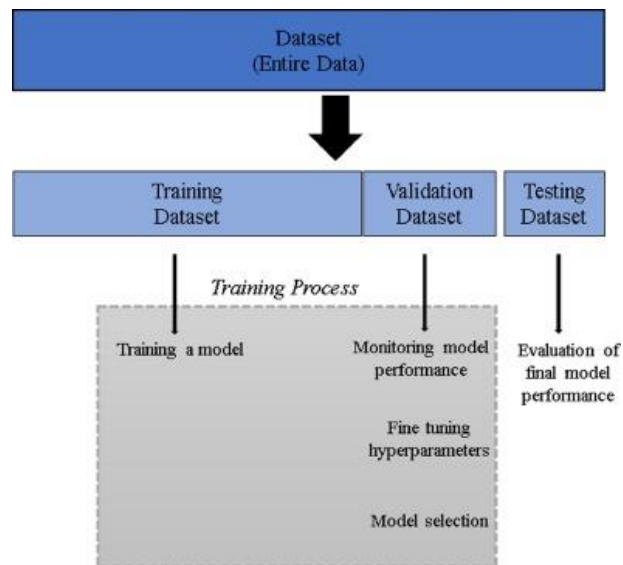 Dataset
(Entire Data)
Training
Dataset
Validation
Dataset
Testing
Dataset
Training Process
Training a model
Monitoring model
performance
Fine tuning
hyperparameters
Model selection
Evaluation of
final model
performance